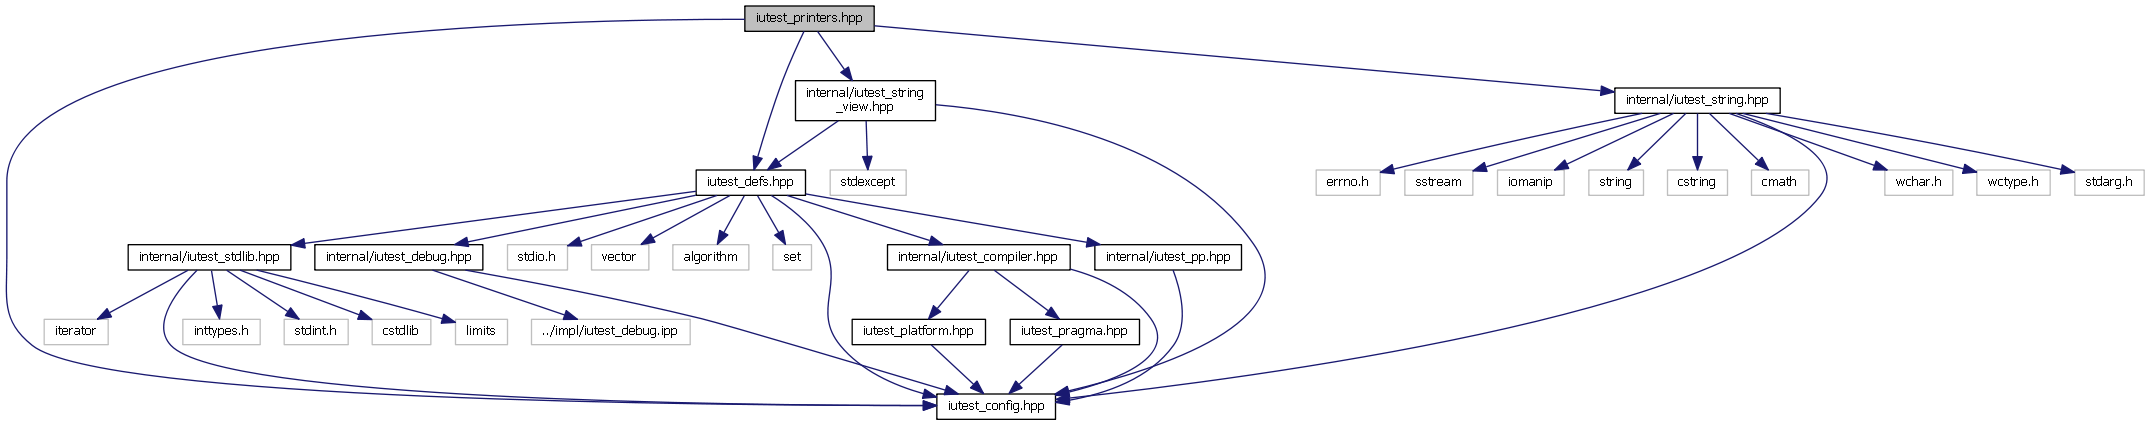 iutest_printers.hpp
internal/iutest_string
_view.hpp
internal/iutest_string.hpp
iutest_defs.hpp
stdexcept
errno.h
sstream
iomanip
string
cstring
cmath
wchar.h
wctype.h
stdarg.h
internal/iutest_stdlib.hpp
internal/iutest_debug.hpp
stdio.h
vector
algorithm
set
internal/iutest_compiler.hpp
internal/iutest_pp.hpp
iterator
inttypes.h
stdint.h
cstdlib
limits
../impl/iutest_debug.ipp
iutest_platform.hpp
iutest_pragma.hpp
iutest_config.hpp